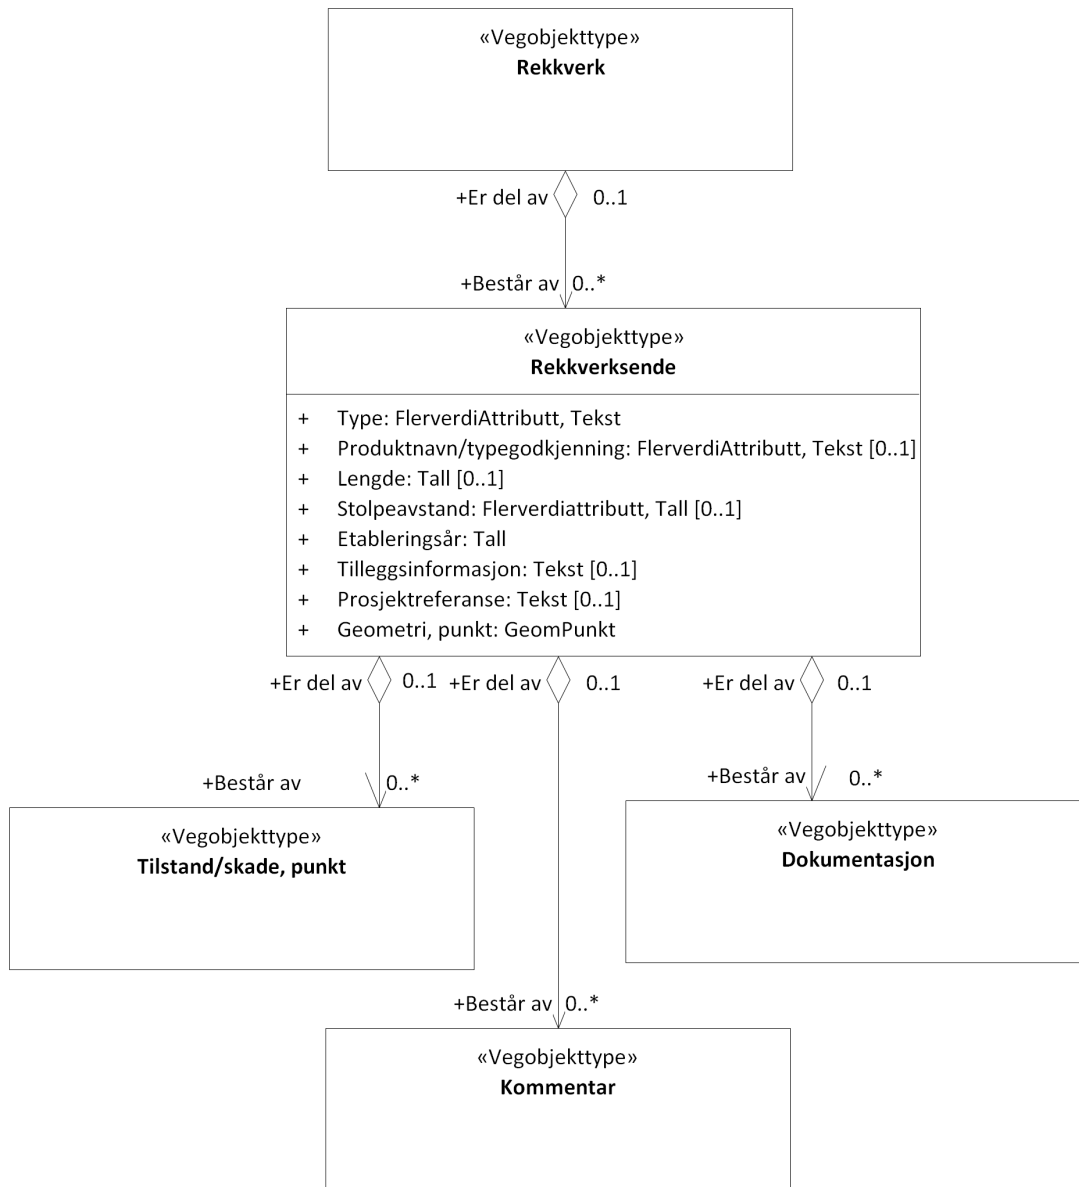 «Vegobjekttype»
Rekkverk
+Er del av 0..1
+Består av 0..*
«Vegobjekttype»
Rekkverksende
+ Type: FlerverdiAttributt, Tekst
+ Produktnavn/typegodkjenning: FlerverdiAttributt, Tekst [0..1]
+ Lengde: Tall [0..1]
+ Stolpeavstand: Flerverdiattributt, Tall [0..1]
+ Etableringsår: Tall
+ Tilleggsinformasjon: Tekst [0..1]
+ Prosjektreferanse: Tekst [0..1]
+ Geometri, punkt: GeomPunkt
+Er del av 0..1 +Er del av 0..1 +Er del av 0..1
+Består av 0..* +Består av 0..*
«Vegobjekttype»
Tilstand/skade, punkt
«Vegobjekttype»
Dokumentasjon
+Består av 0..*
«Vegobjekttype»
Kommentar